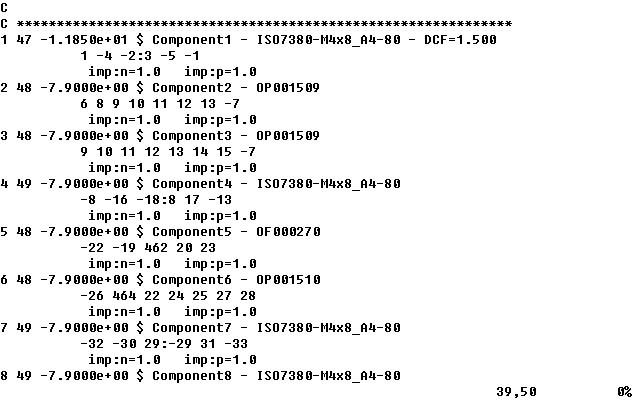 C
C **************************************************************
1 47 -1.1850e+01 $ Component1 - ISO7380-M4x8_A4-80 - DCF=1.500
1 -4 -2:3 -5 -1
imp:n=1.0 imp:p=1.0
2 48 -7.9000e+00 $ Component2 - OP001509
6 8 9 10 11 12 13 -7
imp:n=1.0 imp:p=1.0
3 48 -7.9000e+00 $ Component3 - OP001509
9 10 11 12 13 14 15 -7
imp:n=1.0 imp:p=1.0
4 49 -7.9000e+00 $ Component4 - ISO7380-M4x8_A4-80
-8 -16 -18:8 17 -13
imp:n=1.0 imp:p=1.0
5 48 -7.9000e+00 $ Component5 - OF000270
-22 -19 462 20 23
imp:n=1.0 imp:p=1.0
6 48 -7.9000e+00 $ Component6 - OP001510
-26 464 22 24 25 27 28
imp:n=1.0 imp:p=1.0
7 49 -7.9000e+00 $ Component7 - ISO7380-M4x8_A4-80
-32 -30 29:-29 31 -33
imp:n=1.0 imp:p=1.0
8 49 -7.9000e+00 $ Component8 - ISO7380-M4x8_A4-80
39,50 0%